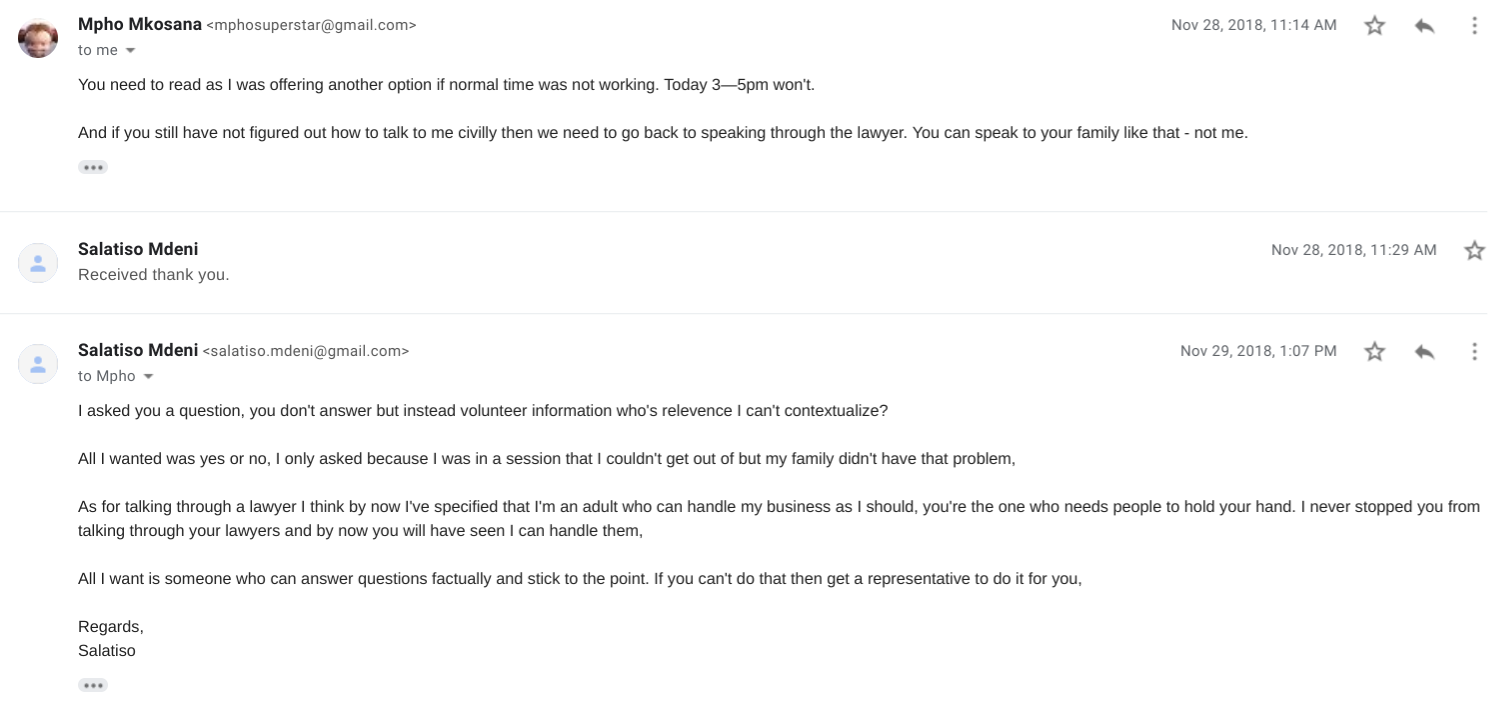 Mpho Mkosana <mphosuperstar@gmail.com> Nov 28, 2018, 11:14 AM
to me
You need to read as I was offering another option if normal time was not working. Today 3—5pm won't.
And if you still have not figured out how to talk to me civilly then we need to go back to speaking through the lawyer. You can speak to your family like that - not me.
Salatiso Mdeni Nov 28, 2018, 11:29 AM
Received thank you.
Salatiso Mdeni <salatiso.mdeni@gmail.com> Nov 29, 2018, 1:07 PM
to Mpho
I asked you a question, you don't answer but instead volunteer information who's relevence I can't contextualize?
All I wanted was yes or no, I only asked because I was in a session that I couldn't get out of but my family didn't have that problem,
As for talking through a lawyer I think by now I've specified that I'm an adult who can handle my business as I should, you're the one who needs people to hold your hand. I never stopped you from
talking through your lawyers and by now you will have seen I can handle them,
All I want is someone who can answer questions factually and stick to the point. If you can't do that then get a representative to do it for you,
Regards,
Salatiso